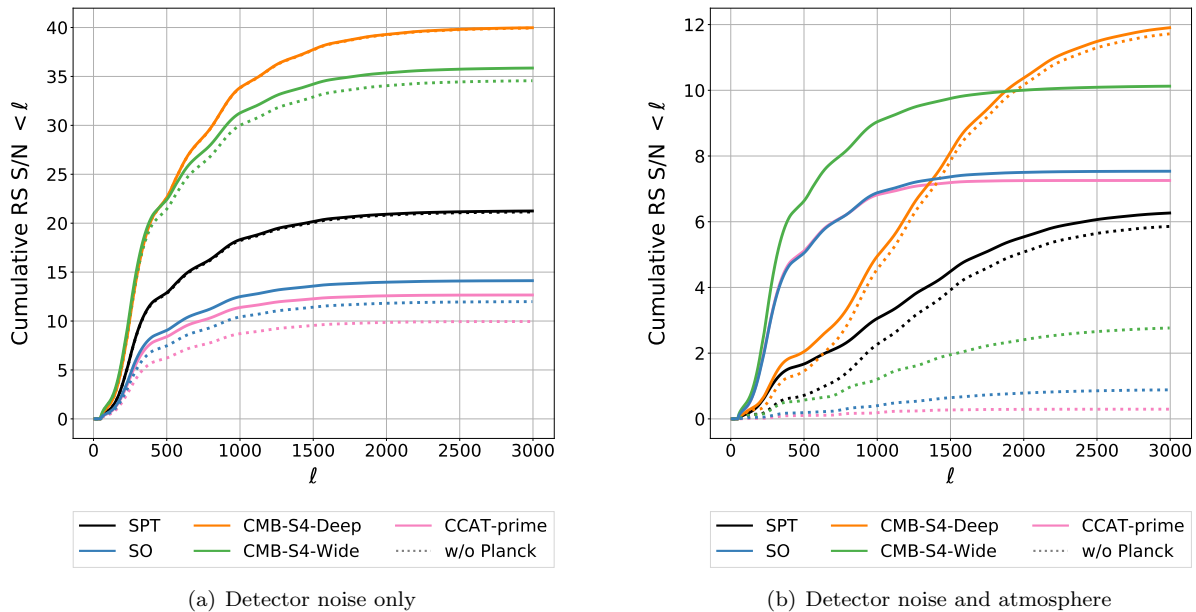 Cumulative RS S/N < ℓ
40
35
30
25
20
15
10
5
0
0 500 1000 1500 2000 2500 3000
ℓ
SPT CMB-S4-Deep CCAT-prime
SO CMB-S4-Wide w/o Planck
(a) Detector noise only
Cumulative RS S/N < ℓ
12
10
8
6
4
2
0
0 500 1000 1500 2000 2500 3000
ℓ
SPT CMB-S4-Deep CCAT-prime
SO CMB-S4-Wide w/o Planck
(b) Detector noise and atmosphere